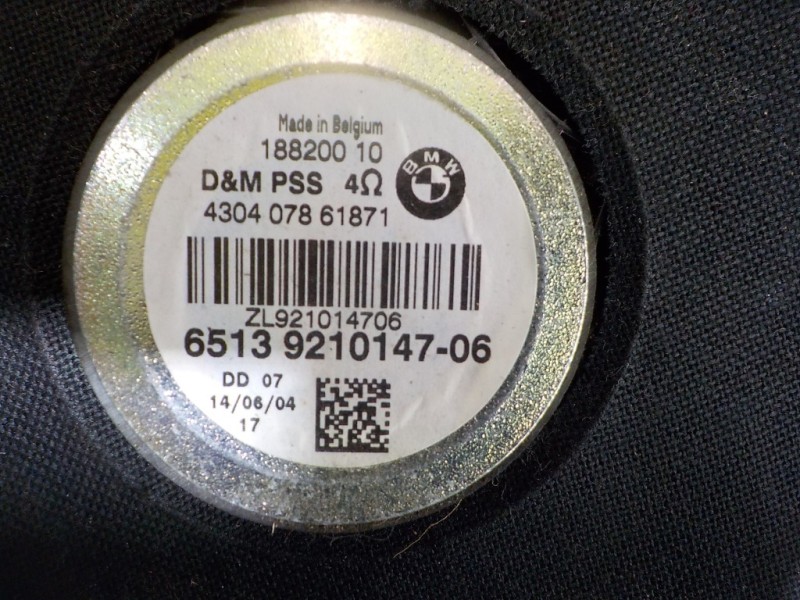 Made in Belgium
188200 10
D&M PSS 4Ω
BMW
4304 078 61871
ZL921014706
6513 9210147-06
DD 07
14/06/04
17